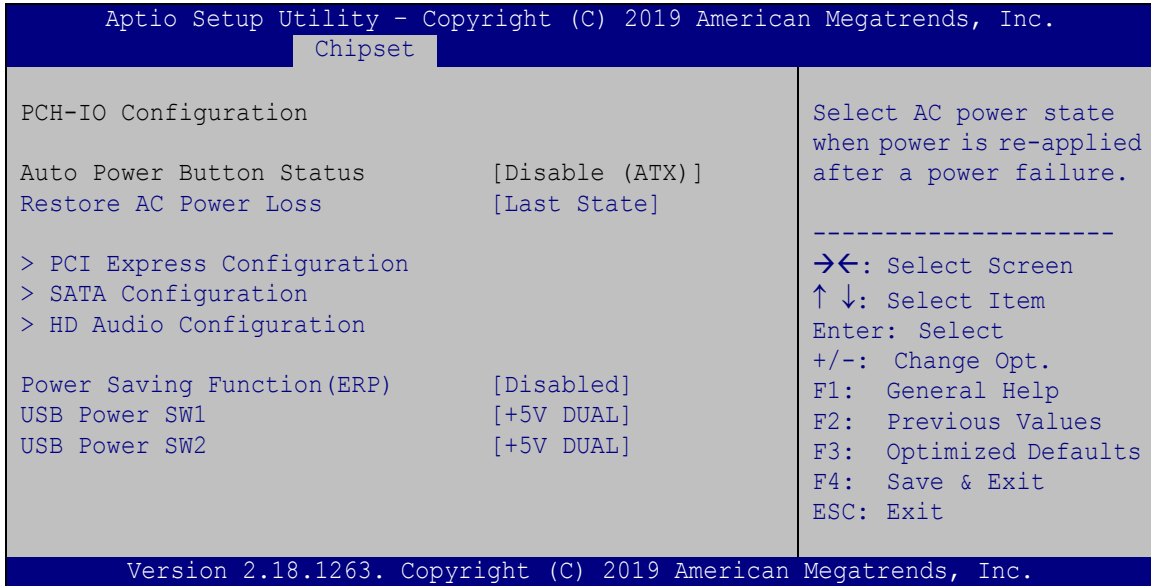 Aptio Setup Utility – Copyright (C) 2019 American Megatrends, Inc.
Chipset
PCH-IO Configuration
Auto Power Button Status [Disable (ATX)]
Restore AC Power Loss [Last State]
> PCI Express Configuration
> SATA Configuration
> HD Audio Configuration
Power Saving Function(ERP) [Disabled]
USB Power SW1 [+5V DUAL]
USB Power SW2 [+5V DUAL]
Select AC power state
when power is re-applied
after a power failure.
---------------------
→←: Select Screen
↑ ↓: Select Item
Enter: Select
+/-: Change Opt.
F1: General Help
F2: Previous Values
F3: Optimized Defaults
F4: Save & Exit
ESC: Exit
Version 2.18.1263. Copyright (C) 2019 American Megatrends, Inc.